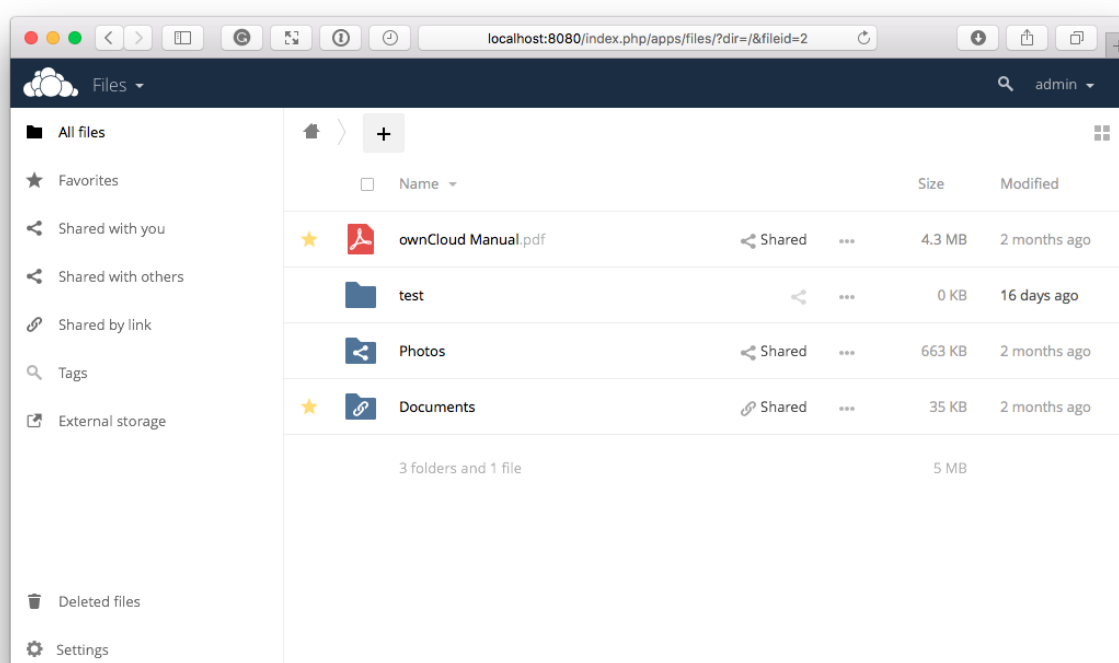 localhost:8080/index.php/apps/files/?dir=/&fileid=2
Files
admin
All files
Favorites
Shared with you
Shared with others
Shared by link
Tags
External storage
Deleted files
Settings
+
Name Size Modified
ownCloud Manual.pdf Shared ••• 4.3 MB 2 months ago
test ••• 0 KB 16 days ago
Photos Shared ••• 663 KB 2 months ago
Documents Shared ••• 35 KB 2 months ago
3 folders and 1 file 5 MB